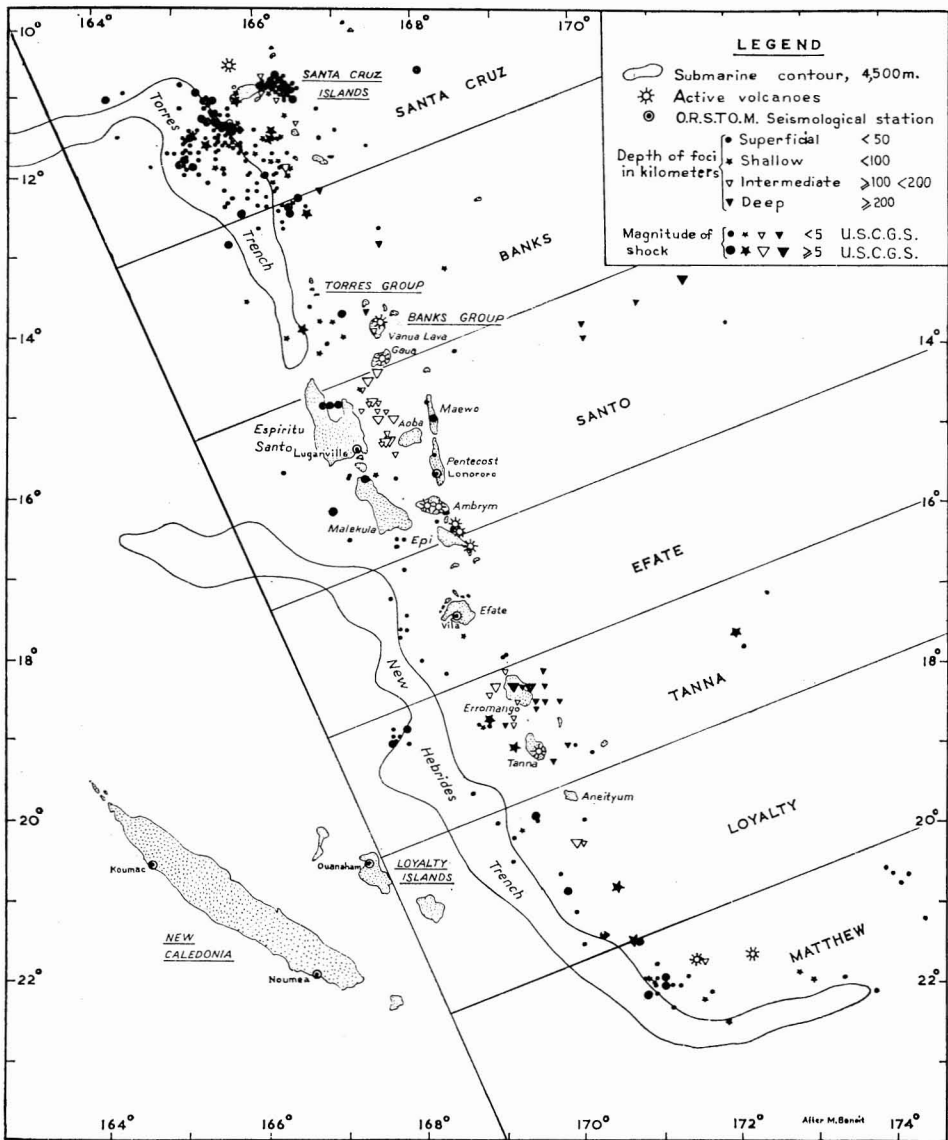 164° 166° 168° 170°
10°
12°
14°
16°
18°
20°
22°
LEGEND
Submarine contour, 4,500m.
Active volcanoes
O.R.S.T.O.M. Seismological station
Depth of foci
in kilometers
Superficial <50
Shallow <100
Intermediate ⩾100 <200
Deep ⩾200
Magnitude of
shock
<5 U.S.C.G.S.
⩾5 U.S.C.G.S.
SANTA CRUZ
ISLANDS
SANTA CRUZ
Torres
Trench
BANKS
TORRES GROUP
BANKS GROUP
Vanua Lava
Gaua
14°
SANTO
Espiritu
Santo
Luganville
Aoba
Maewo
Pentecost
Lonororo
Ambrym
Malekula
Epi
16°
EFATE
Efate
Vila
New
Hebrides
Trench
18°
TANNA
Erromango
Tanna
Aneityum
20°
LOYALTY
Koumac
Ouanaham
LOYALTY
ISLANDS
NEW
CALEDONIA
Noumea
MATTHEW
22°
164° 166° 168° 170° 172° 174°
After M.Benoit